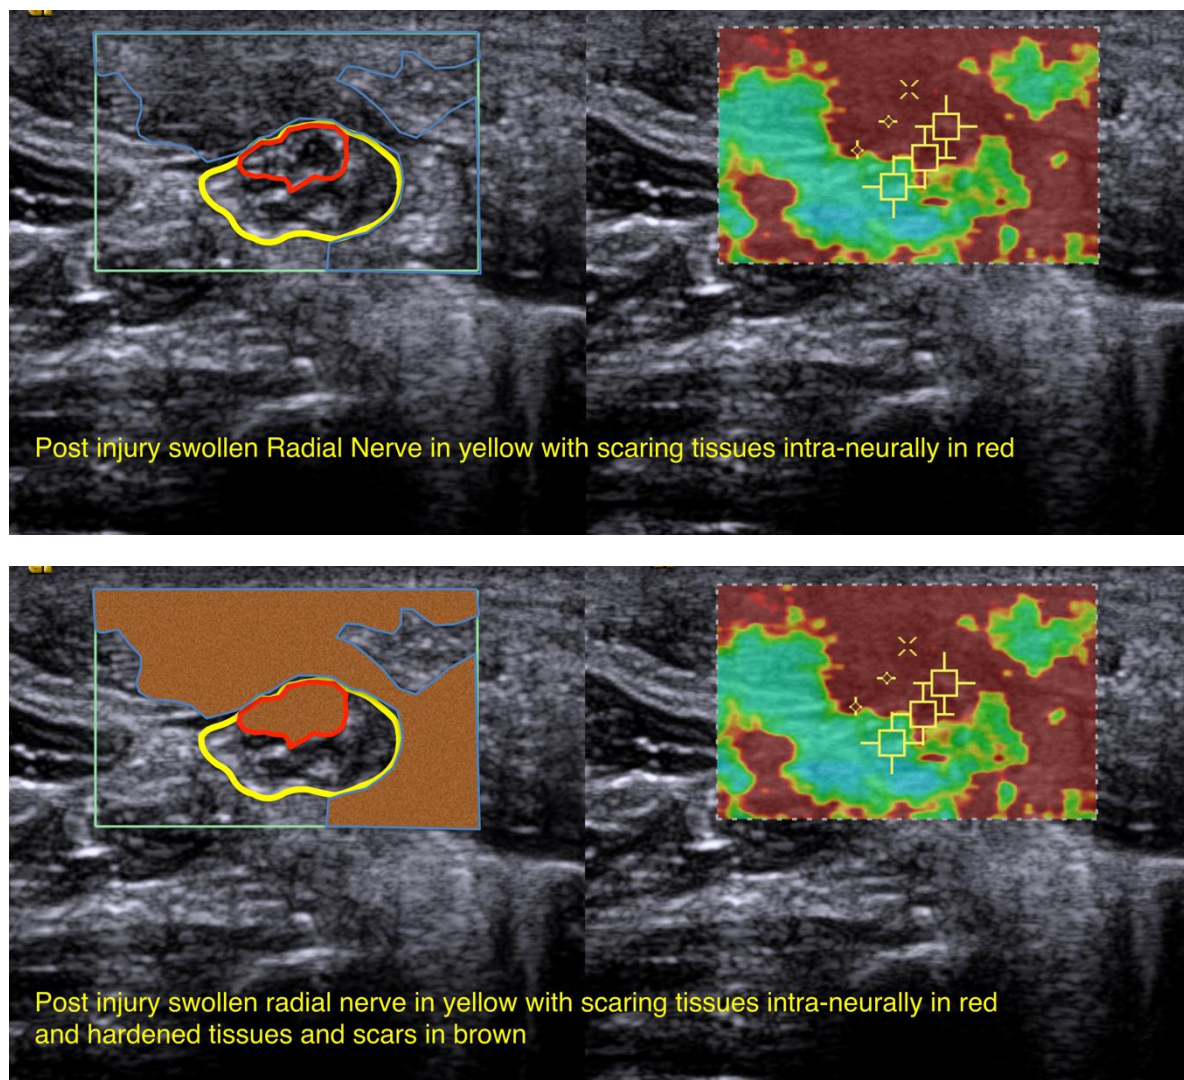 Post injury swollen Radial Nerve in yellow with scaring tissues intra-neurally in red
Post injury swollen radial nerve in yellow with scaring tissues intra-neurally in red
and hardened tissues and scars in brown